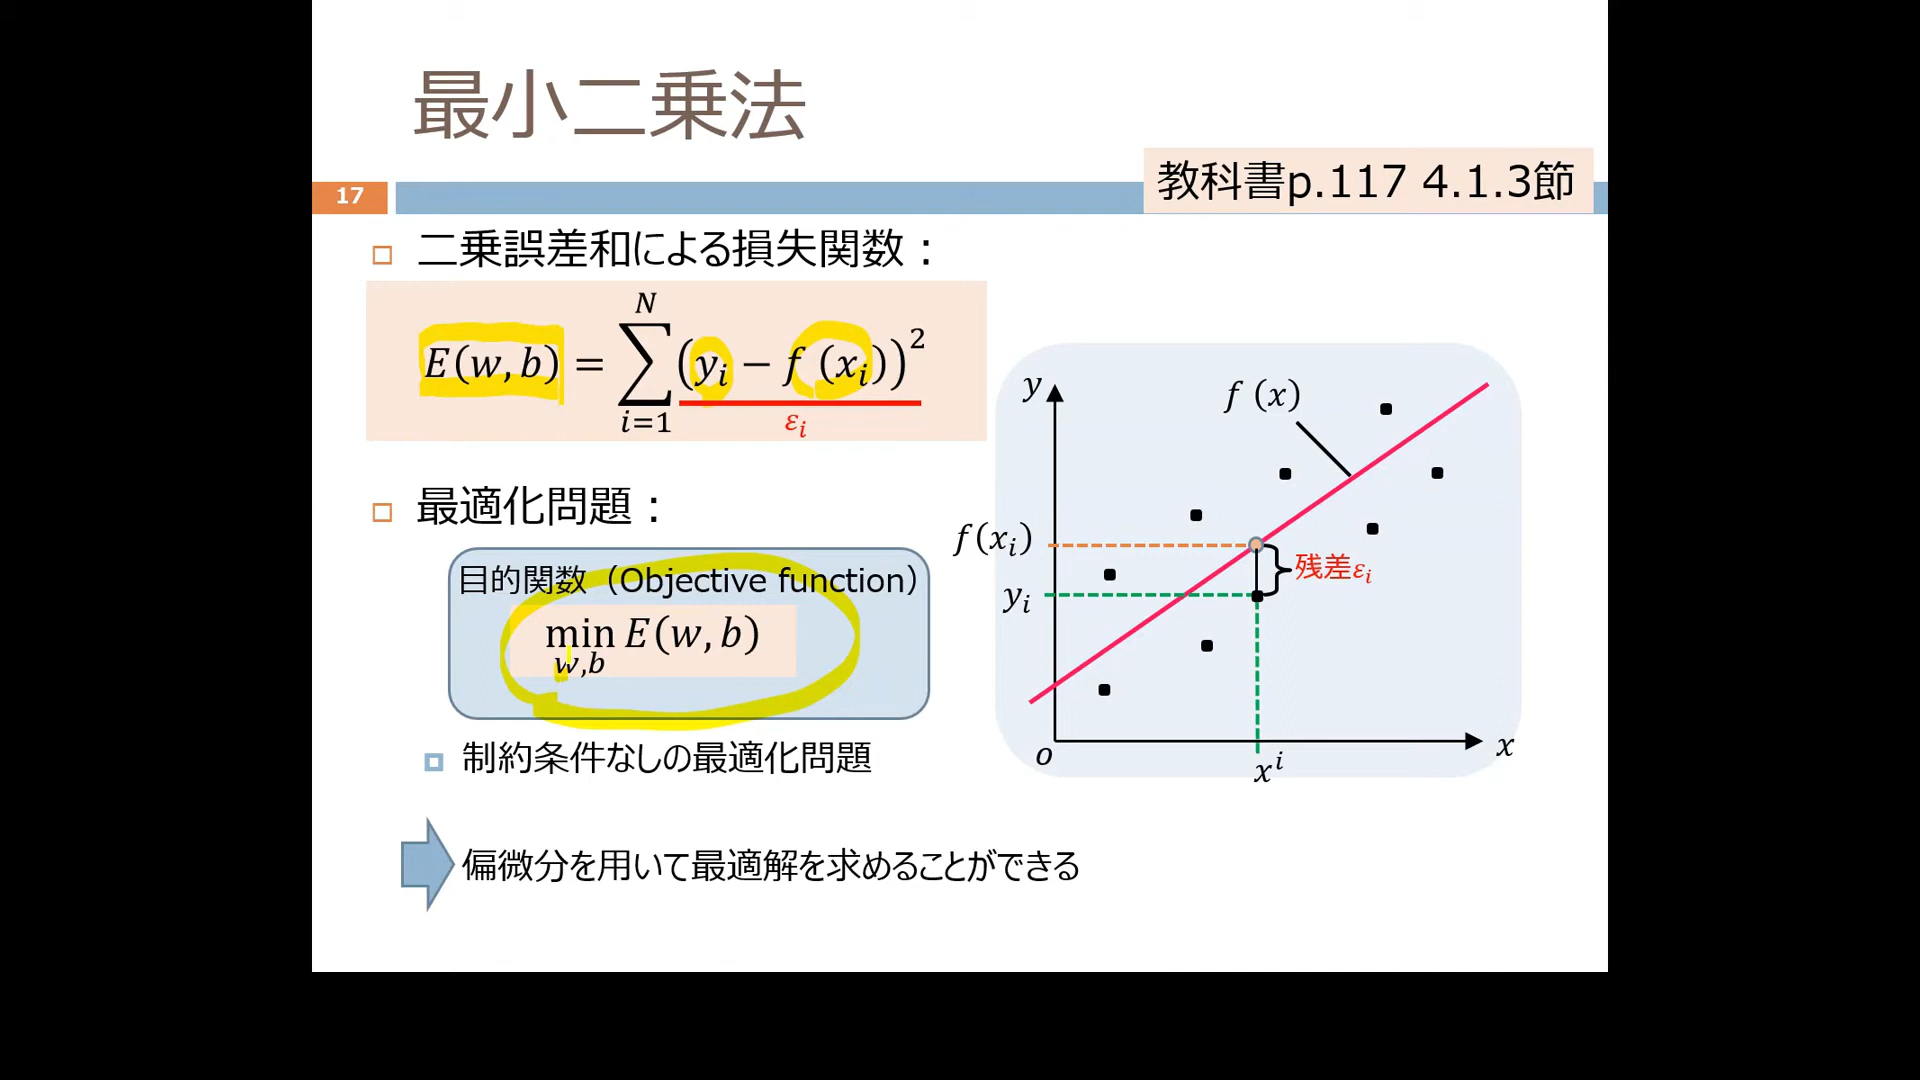 最小二乗法
教科書p.117 4.1.3節
17
二乗誤差和による損失関数：
E(w,b) = \sum_{i=1}^{N} (y_i − f (x_i))^2
ε_i
最適化問題：
目的関数（Objective function）
min_{w,b} E(w,b)
制約条件なしの最適化問題
偏微分を用いて最適解を求めることができる
y
f (x)
f(x_i)
残差ε_i
y_i
o
x^i
x